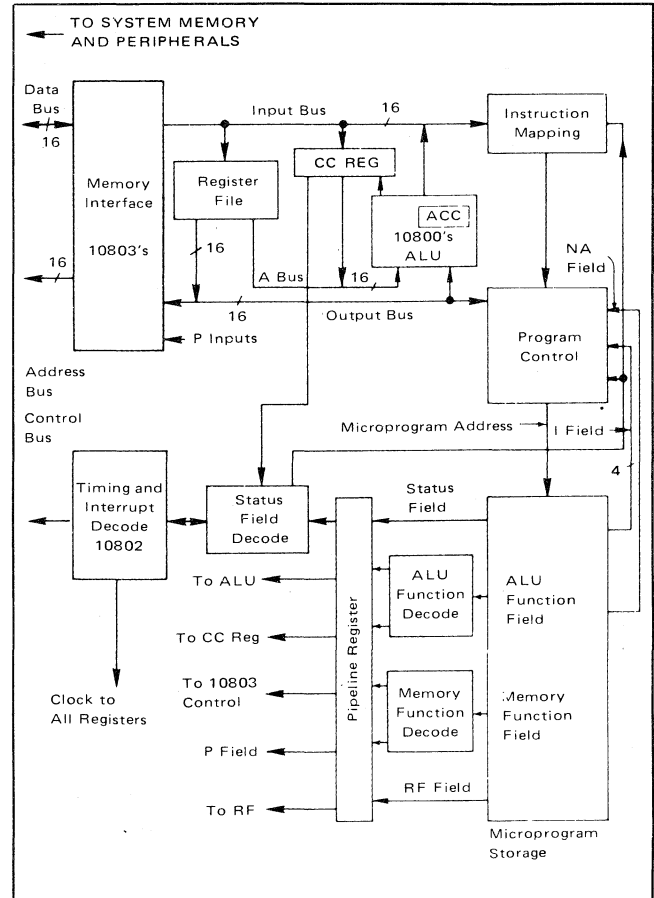 TO SYSTEM MEMORY
AND PERIPHERALS
Data
Bus
16
Input Bus
16
Instruction
Mapping
CC REG
Memory
Interface
10803's
Register
File
ACC
10800's
ALU
16
16
A Bus
16
NA
Field
16
Output Bus
P Inputs
Program
Control
Address
Bus
Control
Bus
Microprogram Address
I Field
4
Timing and
Interrupt
Decode
10802
Status
Field
Decode
Status
Field
Pipeline Register
To ALU
ALU
Function
Decode
ALU
Function
Field
To CC Reg
To 10803
Control
Memory
Function
Decode
Memory
Function
Field
Clock to
All Registers
P Field
RF Field
To RF
Microprogram
Storage